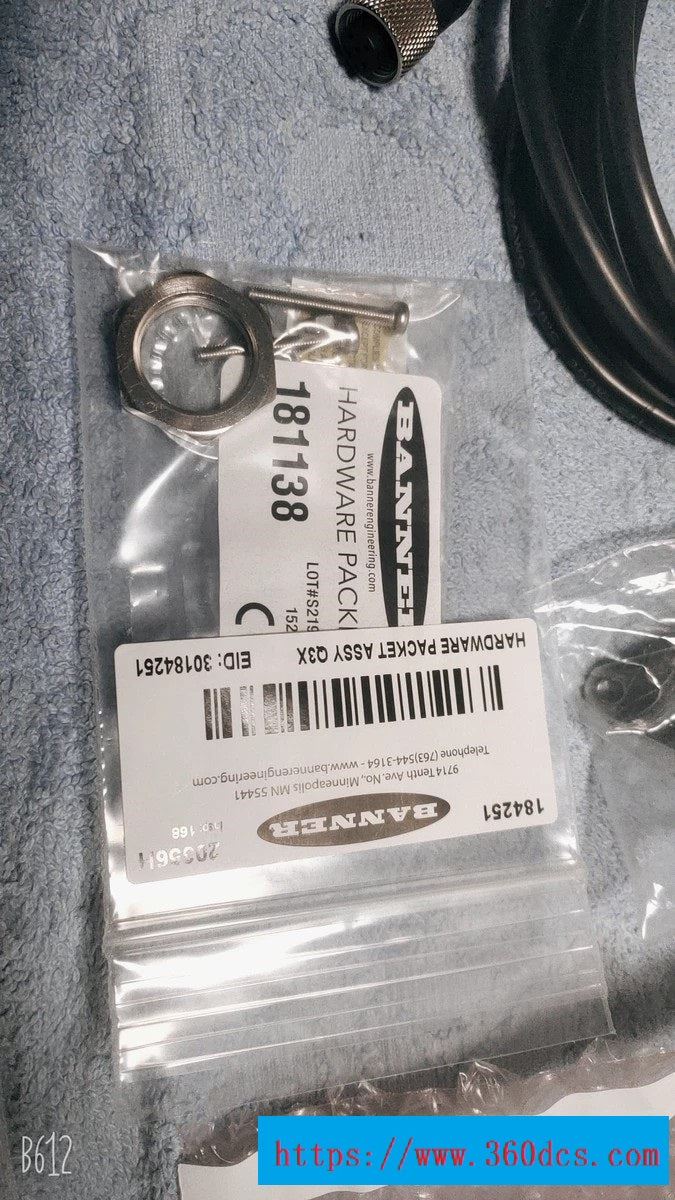 BANNER
HARDWARE PACK
www.bannerengineering.com
181138
LOT#S219
152
C
184251
BANNER
9714 Tenth Ave. No., Minneapolis MN 55441
Telephone (763)544-3164 - www.bannerengineering.com
HARDWARE PACKET ASSY Q3X
EID: 30184251
B612
https://www.360dcs.com